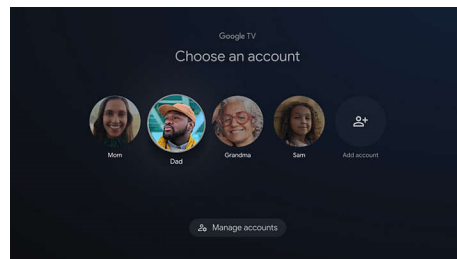 Google TV
Choose an account
Mom
Dad
Grandma
Sam
Add account
Manage accounts